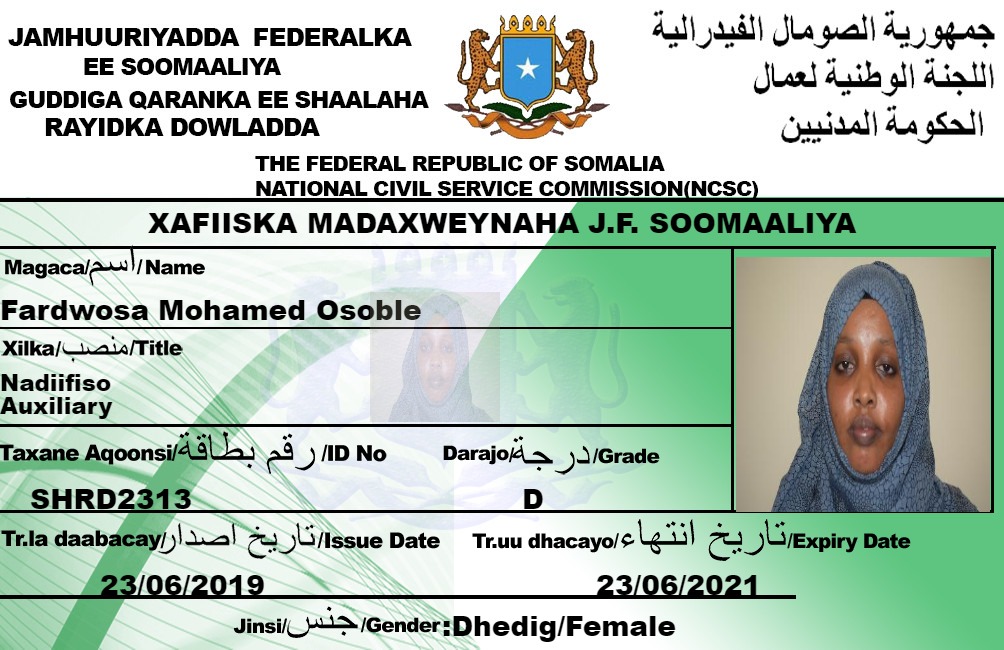 JAMHUURIYADDA FEDERALKA
EE SOOMAALIYA
GUDDIGA QARANKA EE SHAALAHA
RAYIDKA DOWLADDA
جمهورية الصومال الفيدرالية
اللجنة الوطنية لعمال
الحكومة المدنيين
THE FEDERAL REPUBLIC OF SOMALIA
NATIONAL CIVIL SERVICE COMMISSION(NCSC)
XAFIISKA MADAXWEYNAHA J.F. SOOMAALIYA
Magaca/اسم/Name
Fardwosa Mohamed Osoble
Xilka/منصب/Title
Nadiifiso
Auxiliary
Taxane Aqoonsi/رقم بطاقة/ID No
Darajo/درجة/Grade
SHRD2313
D
Tr.la daabacay/تاريخ اصدار/Issue Date
Tr.uu dhacayo/تاريخ انتهاء/Expiry Date
23/06/2019
23/06/2021
Jinsi/جنس/Gender:Dhedig/Female